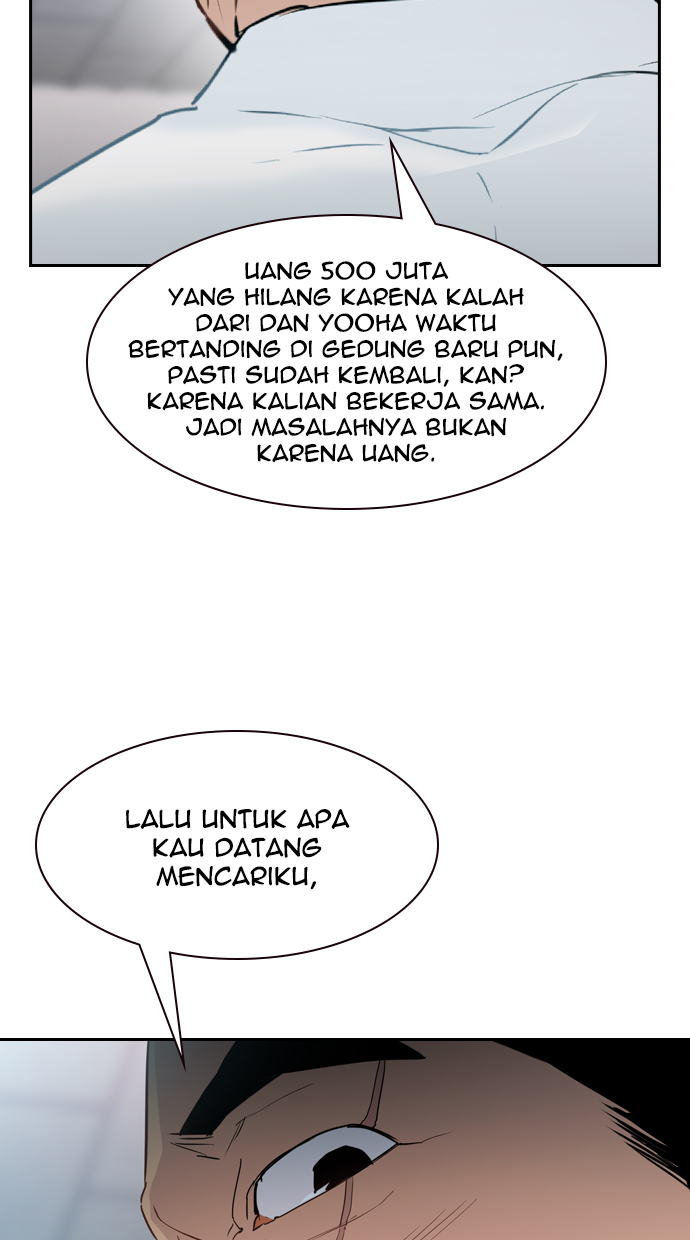 UANG 500 JUTA
YANG HILANG KARENA KALAH
DARI DAN YOOHA WAKTU
BERTANDING DI GEDUNG BARU PUN,
PASTI SUDAH KEMBALI, KAN?
KARENA KALIAN BEKERJA SAMA.
JADI MASALAHNYA BUKAN
KARENA UANG.
LALU UNTUK APA
KAU DATANG
MENCARIKU,